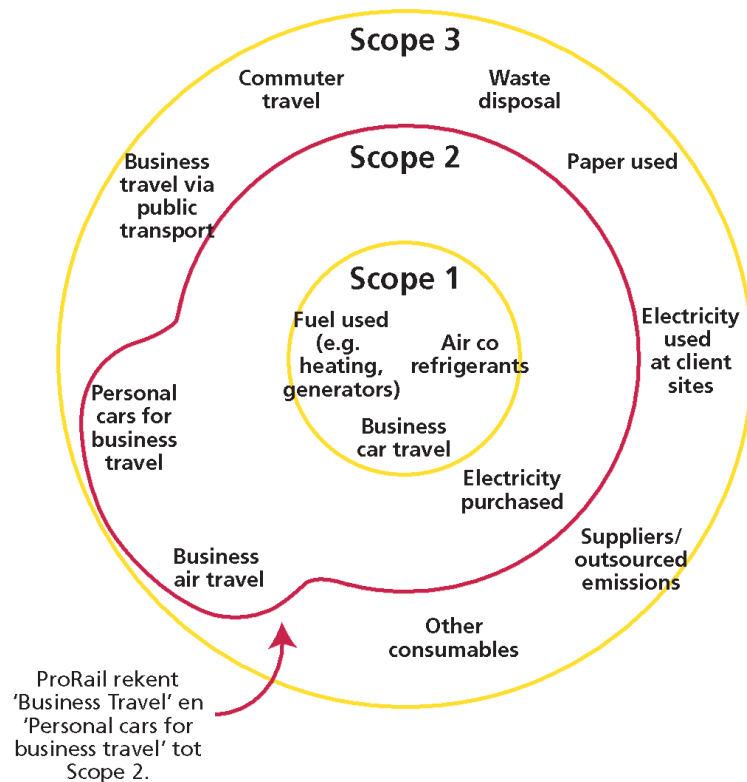 Scope 3
Commuter
travel
Waste
disposal
Business
travel via
public
transport
Scope 2
Paper used
Scope 1
Fuel used
(e.g.
heating,
generators)
Air co
refrigerants
Business
car travel
Electricity
used
at client
sites
Personal
cars for
business
travel
Electricity
purchased
Business
air travel
Suppliers/
outsourced
emissions
Other
consumables
ProRail rekent
‘Business Travel’ en
‘Personal cars for
business travel’ tot
Scope 2.